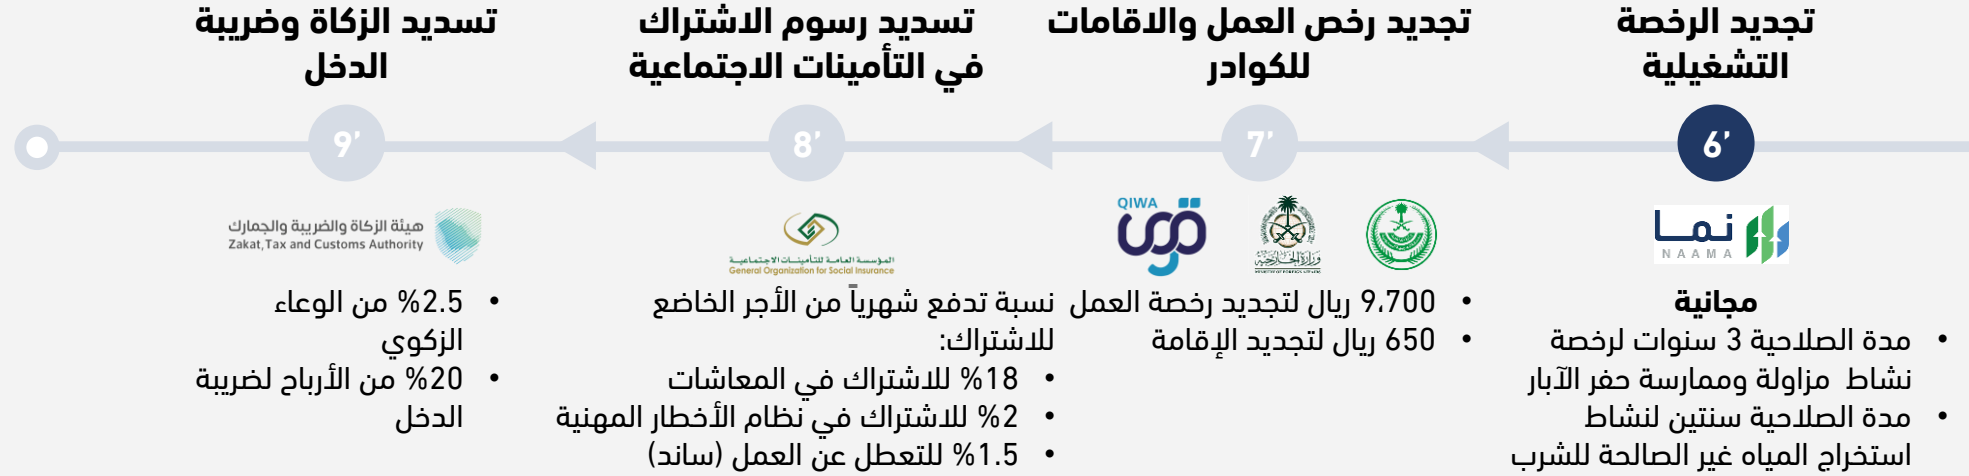 تجديد الرخصة
التشغيلية
6’
نما
NAAMA
مجانية
• مدة الصلاحية 3 سنوات لرخصة
نشاط مزاولة وممارسة حفر الآبار
• مدة الصلاحية سنتين لنشاط
استخراج المياه غير الصالحة للشرب
تجديد رخص العمل والاقامات
للكوادر
7’
وزارة الخارجية
MINISTRY OF FOREIGN AFFAIRS
QIWA
قوى
• 9،700 ريال لتجديد رخصة العمل
• 650 ريال لتجديد الإقامة
تسديد رسوم الاشتراك
في التأمينات الاجتماعية
8’
المؤسسة العامة للتأمينات الاجتماعية
General Organization for Social Insurance
نسبة تدفع شهرياً من الأجر الخاضع
للاشتراك:
• 18% للاشتراك في المعاشات
• 2% للاشتراك في نظام الأخطار المهنية
• 1.5% للتعطل عن العمل (ساند)
تسديد الزكاة وضريبة
الدخل
9’
هيئة الزكاة والضريبة والجمارك
Zakat, Tax and Customs Authority
• 2.5% من الوعاء
الزكوي
• 20% من الأرباح لضريبة
الدخل